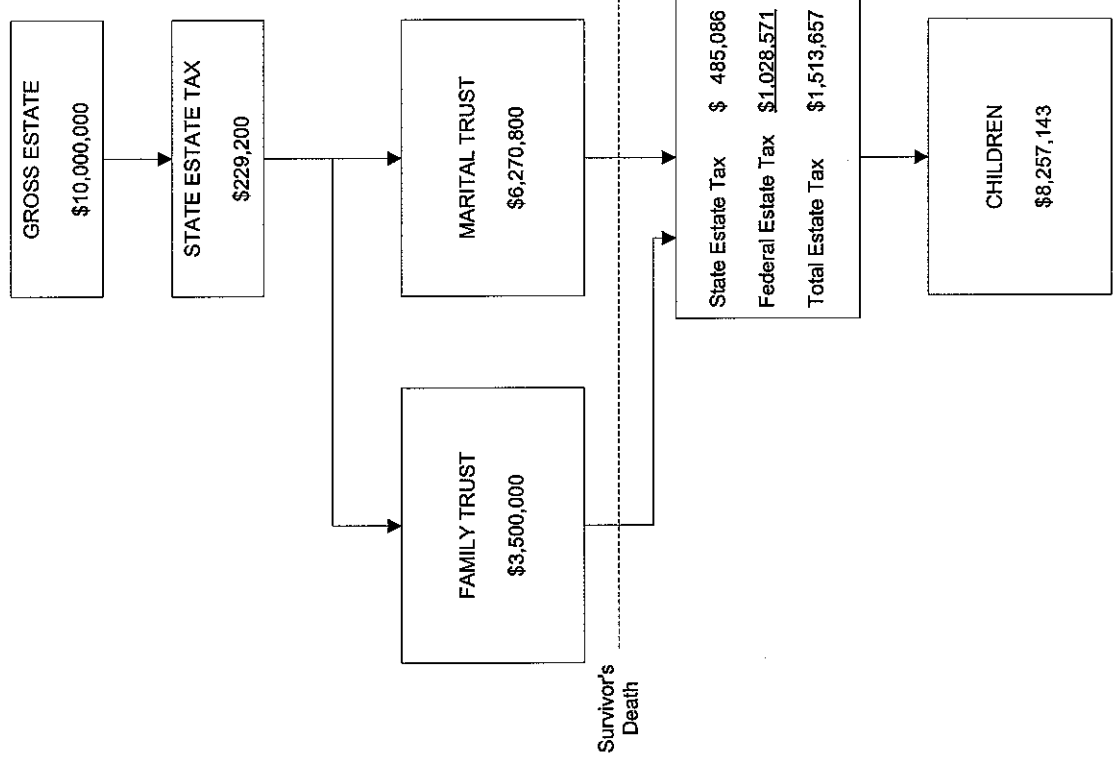 GROSS ESTATE
$10,000,000
STATE ESTATE TAX
$229,200
FAMILY TRUST
$3,500,000
MARITAL TRUST
$6,270,800
Survivor's
Death
State Estate Tax $ 485,086
Federal Estate Tax $1,028,571
Total Estate Tax $1,513,657
CHILDREN
$8,257,143